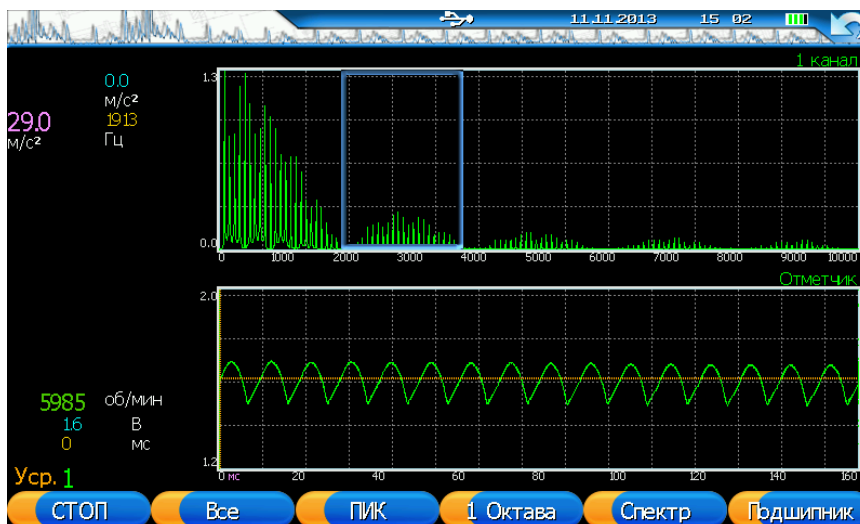 11.11.2013 15 02
1 канал
0.0
м/с²
29.0
м/с²
1913
Гц
1.3
0.0
0 1000 2000 3000 4000 5000 6000 7000 8000 9000 10000
Отметчик
2.0
1.2
5985 об/мин
1.6 В
0 мс
0 мс 20 40 60 80 100 120 140 160
Уср. 1
СТОП Все ПИК 1 Октава Спектр Подшипник